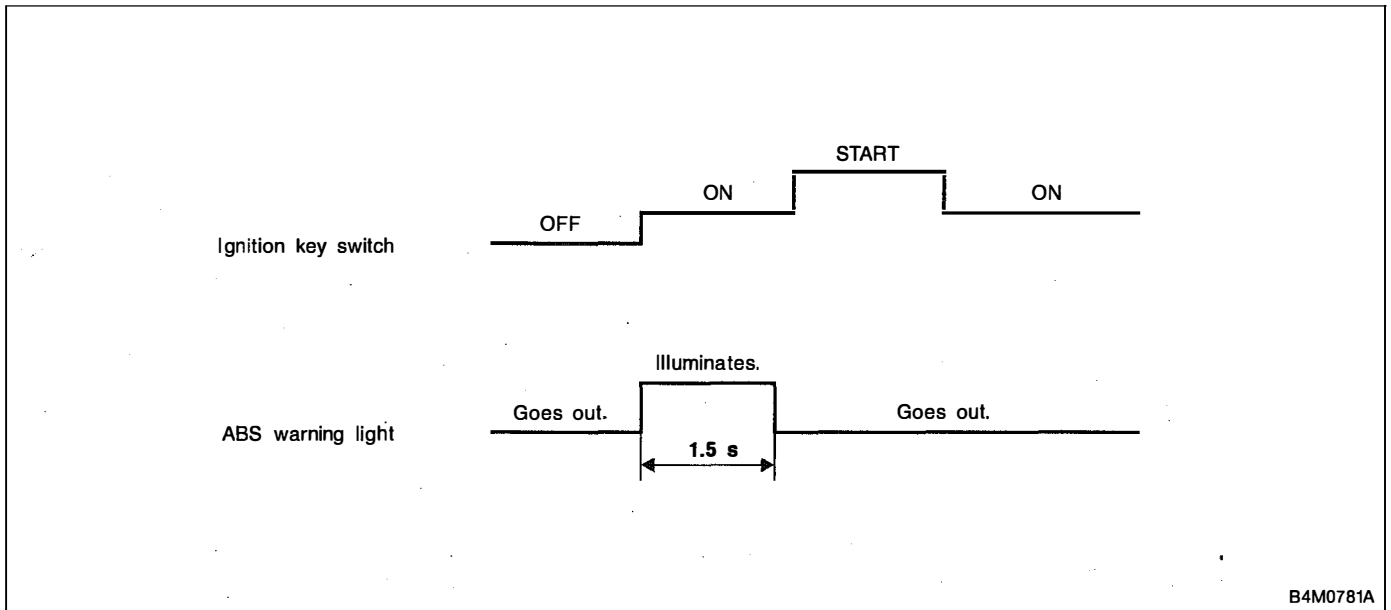 START
ON ON
OFF
Ignition key switch
Illuminates.
Goes out. Goes out.
ABS warning light
1.5 s
B4M0781A